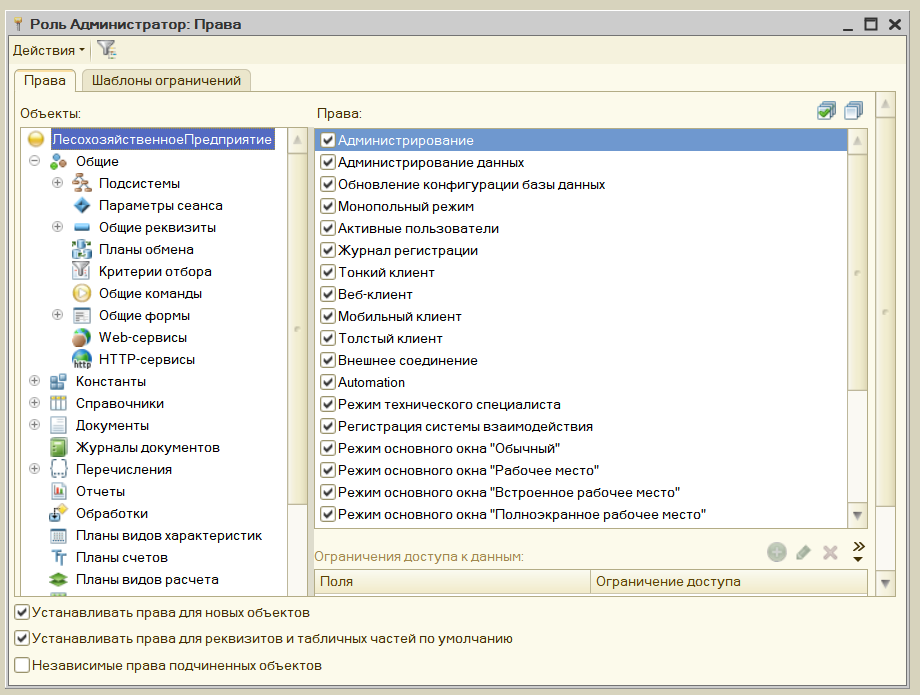 Роль Администратор: Права
Действия
Права
Шаблоны ограничений
Объекты:
ЛесохозяйственноеПредприятие
Общие
Подсистемы
Параметры сеанса
Общие реквизиты
Планы обмена
Критерии отбора
Общие команды
Общие формы
Web-сервисы
http
HTTP-сервисы
Константы
Справочники
Документы
Журналы документов
Перечисления
Отчеты
Обработки
Планы видов характеристик
Планы счетов
Планы видов расчета
Права:
Администрирование
Администрирование данных
Обновление конфигурации базы данных
Монопольный режим
Активные пользователи
Журнал регистрации
Тонкий клиент
Веб-клиент
Мобильный клиент
Толстый клиент
Внешнее соединение
Automation
Режим технического специалиста
Регистрация системы взаимодействия
Режим основного окна "Обычный"
Режим основного окна "Рабочее место"
Режим основного окна "Встроенное рабочее место"
Режим основного окна "Полноэкранное рабочее место"
Ограничения доступа к данным:
Поля
Ограничение доступа
Устанавливать права для новых объектов
Устанавливать права для реквизитов и табличных частей по умолчанию
Независимые права подчиненных объектов